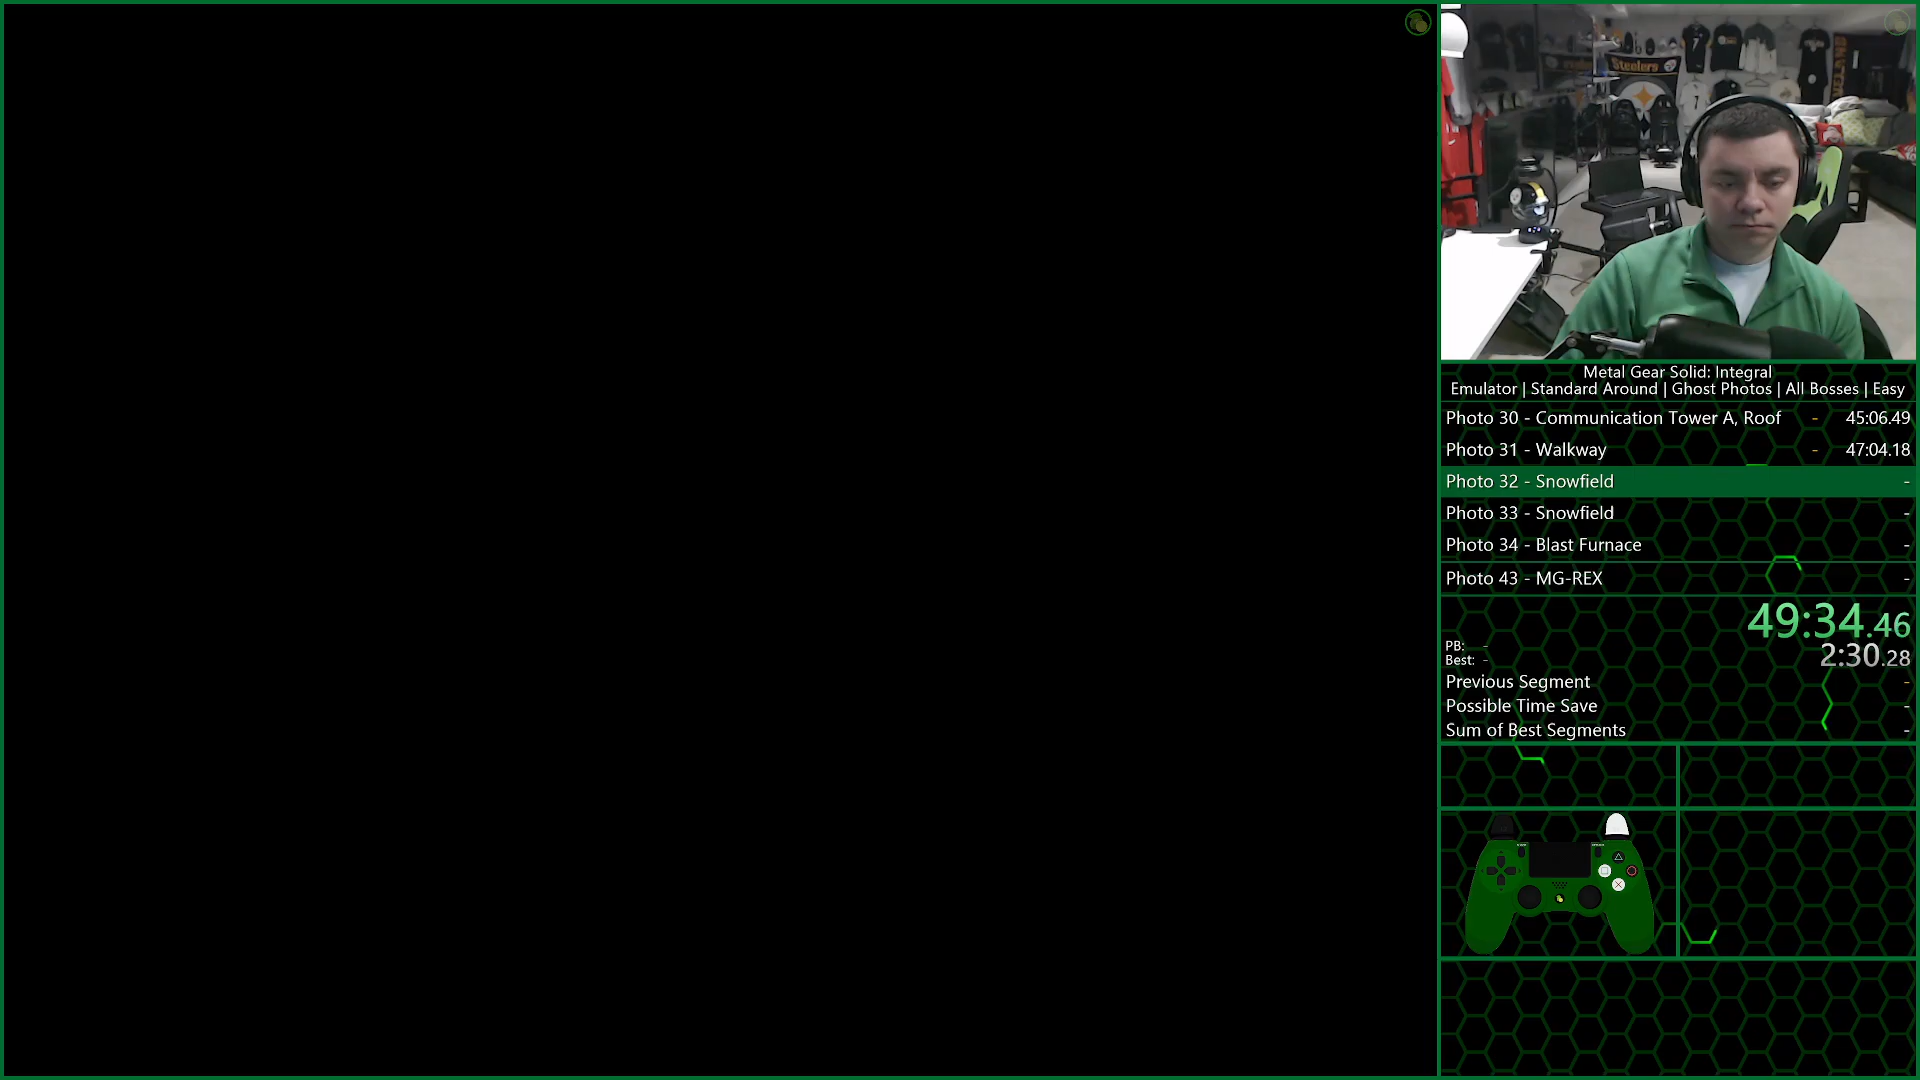 Steelers
7
7
Metal Gear Solid: Integral
Emulator | Standard Around | Ghost Photos | All Bosses | Easy
Photo 30 - Communication Tower A, Roof - 45:06.49
Photo 31 - Walkway - 47:04.18
Photo 32 - Snowfield -
Photo 33 - Snowfield -
Photo 34 - Blast Furnace -
Photo 43 - MG-REX -
49:34.46
PB: -
2:30.28
Best: -
Previous Segment -
Possible Time Save -
Sum of Best Segments -